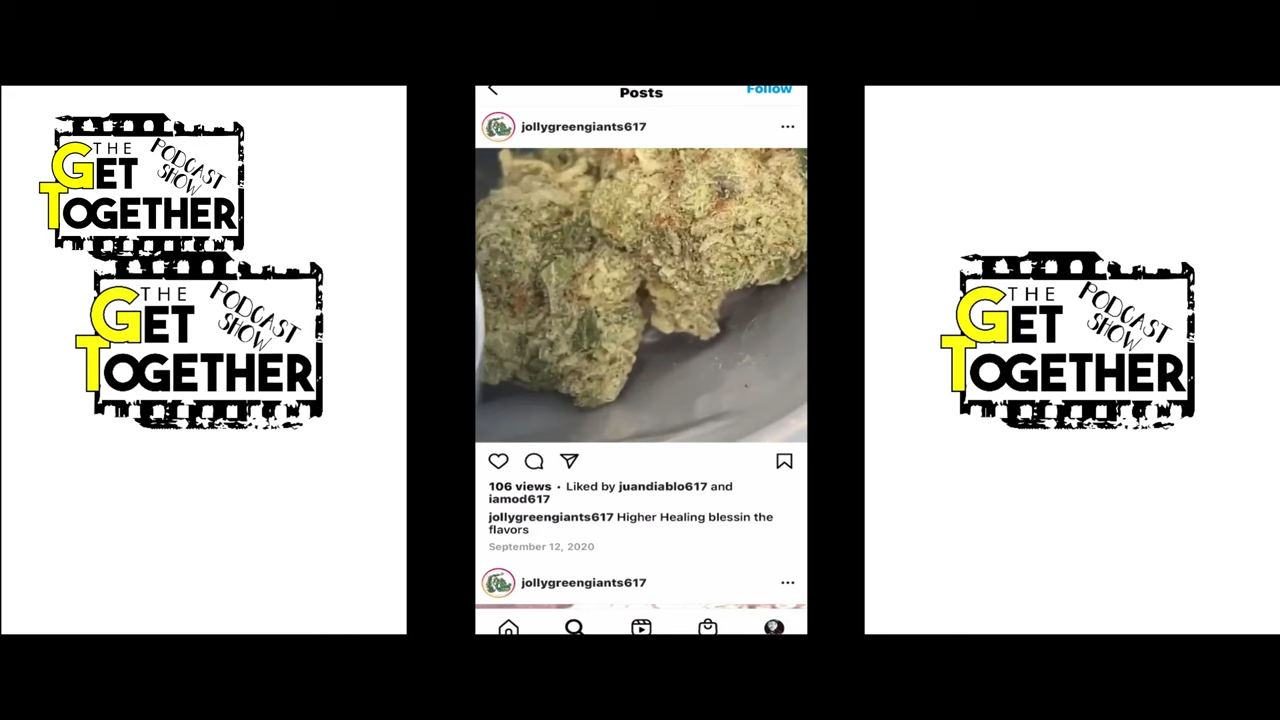 THE
GET
TOGETHER
PODCAST
SHOW
THE
GET
TOGETHER
PODCAST
SHOW
Posts
Follow
jollygreengiants617
106 views • Liked by juandiablo617 and
iamod617
jollygreengiants617 Higher Healing blessin the
flavors
September 12, 2020
jollygreengiants617
THE
GET
TOGETHER
PODCAST
SHOW